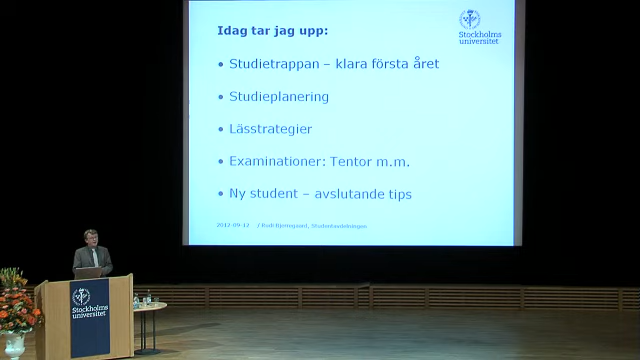 Idag tar jag upp:
Stockholms
universitet
• Studietrappan – klara första året
• Studieplanering
• Lässtrategier
• Examinationer: Tentor m.m.
• Ny student – avslutande tips
2012-09-12 / Studentavdelningen
Stockholms
universitet